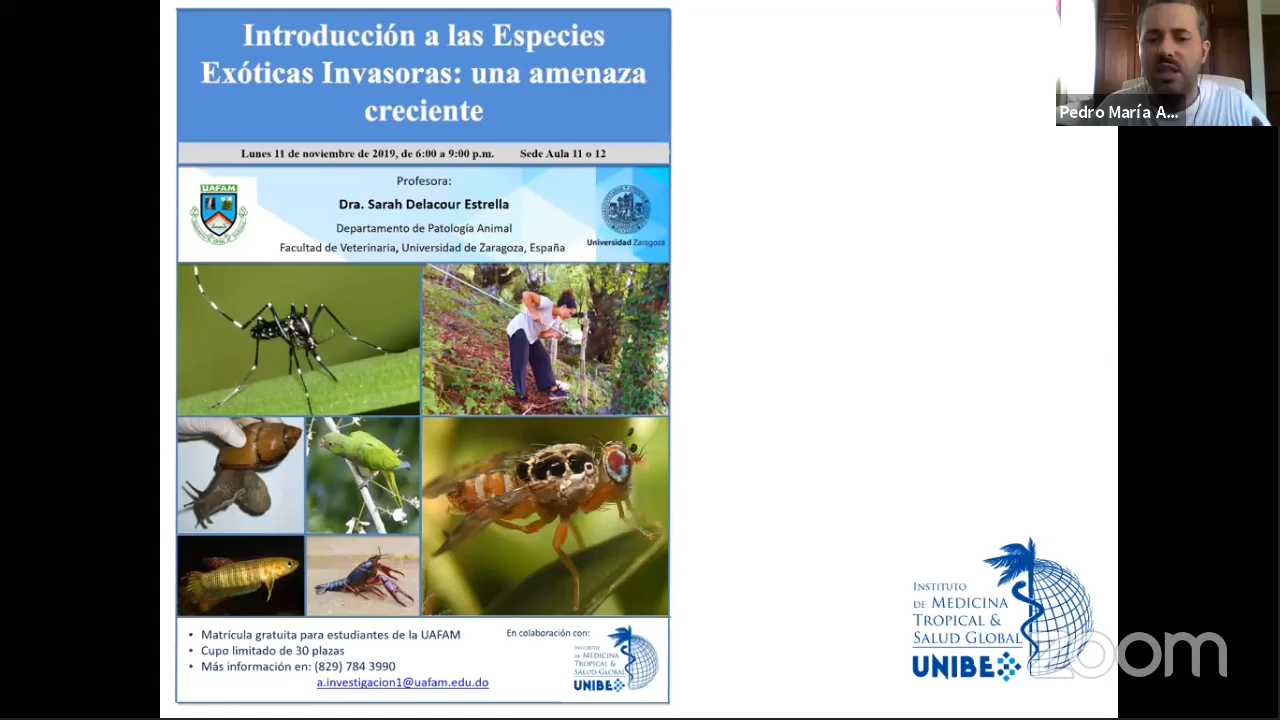 Introducción a las Especies
Exóticas Invasoras: una amenaza
creciente
Lunes 11 de noviembre de 2019, de 6:00 a 9:00 p.m. Sede Aula 11 o 12
Profesora:
Dra. Sarah Delacour Estrella
Departamento de Patología Animal
Facultad de Veterinaria, Universidad de Zaragoza, España
UAFAM
Universidad Zaragoza
• Matrícula gratuita para estudiantes de la UAFAM
• Cupo limitado de 30 plazas
• Más información en: (829) 784 3990
a.investigacion1@uafam.edu.do
En colaboración con:
INSTITUTO
DE MEDICINA
TROPICAL &
SALUD GLOBAL
UNIBE
Pedro María A...
INSTITUTO
DE MEDICINA
TROPICAL &
SALUD GLOBAL
UNIBE
zoom